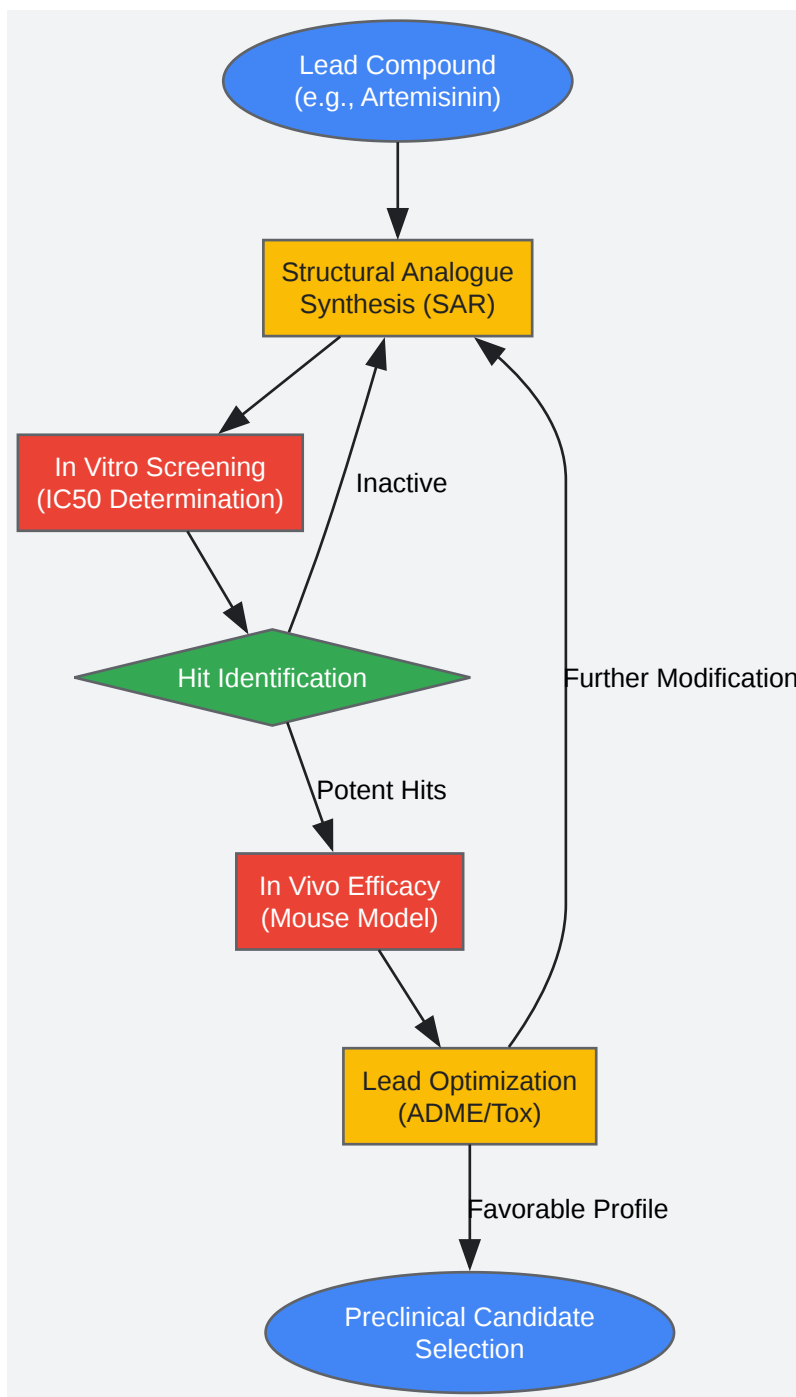 Lead Compound
(e.g., Artemisinin)
Structural Analogue
Synthesis (SAR)
In Vitro Screening
(IC50 Determination)
Inactive
Hit Identification
Further Modification
Potent Hits
In Vivo Efficacy
(Mouse Model)
Lead Optimization
(ADME/Tox)
Favorable Profile
Preclinical Candidate
Selection